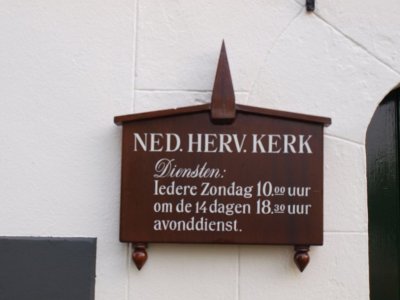 NED. HERV. KERK
Diensten:
Iedere Zondag 10.00 uur
om de 14 dagen 18.30 uur
avonddienst.